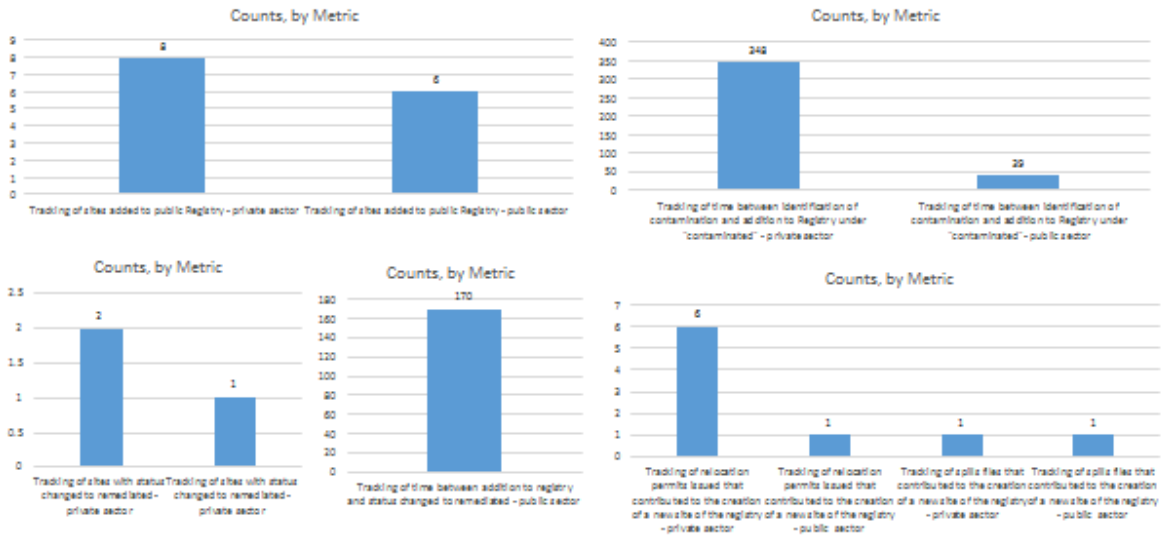 Counts, by Metric
9
8
7
6
5
4
3
2
1
0
8
6
Tracking of sites added to public Registry - private sector
Tracking of sites added to public Registry - public sector
Counts, by Metric
400
350
300
250
200
150
100
50
0
348
39
Tracking of time between identification of
contamination and addition to Registry under
"contaminated" - private sector
Tracking of time between identification of
contamination and addition to Registry under
"contaminated" - public sector
Counts, by Metric
2.5
2
1.5
1
0.5
0
2
1
Tracking of sites with status
changed to remediated -
private sector
Tracking of sites with status
changed to remediated -
private sector
Counts, by Metric
180
160
140
120
100
80
60
40
20
0
170
Tracking of time between addition to registry
and status changed to remediated - public sector
Counts, by Metric
7
6
5
4
3
2
1
0
6
1
1
1
Tracking of relocation
permits issued that
contributed to the creation
of a new site of the registry
- private sector
Tracking of relocation
permits issued that
contributed to the creation
of a new site of the registry
- public sector
Tracking of spills files that
contributed to the creation
of a new site of the registry
- private sector
Tracking of spills files that
contributed to the creation
of a new site of the registry
- public sector